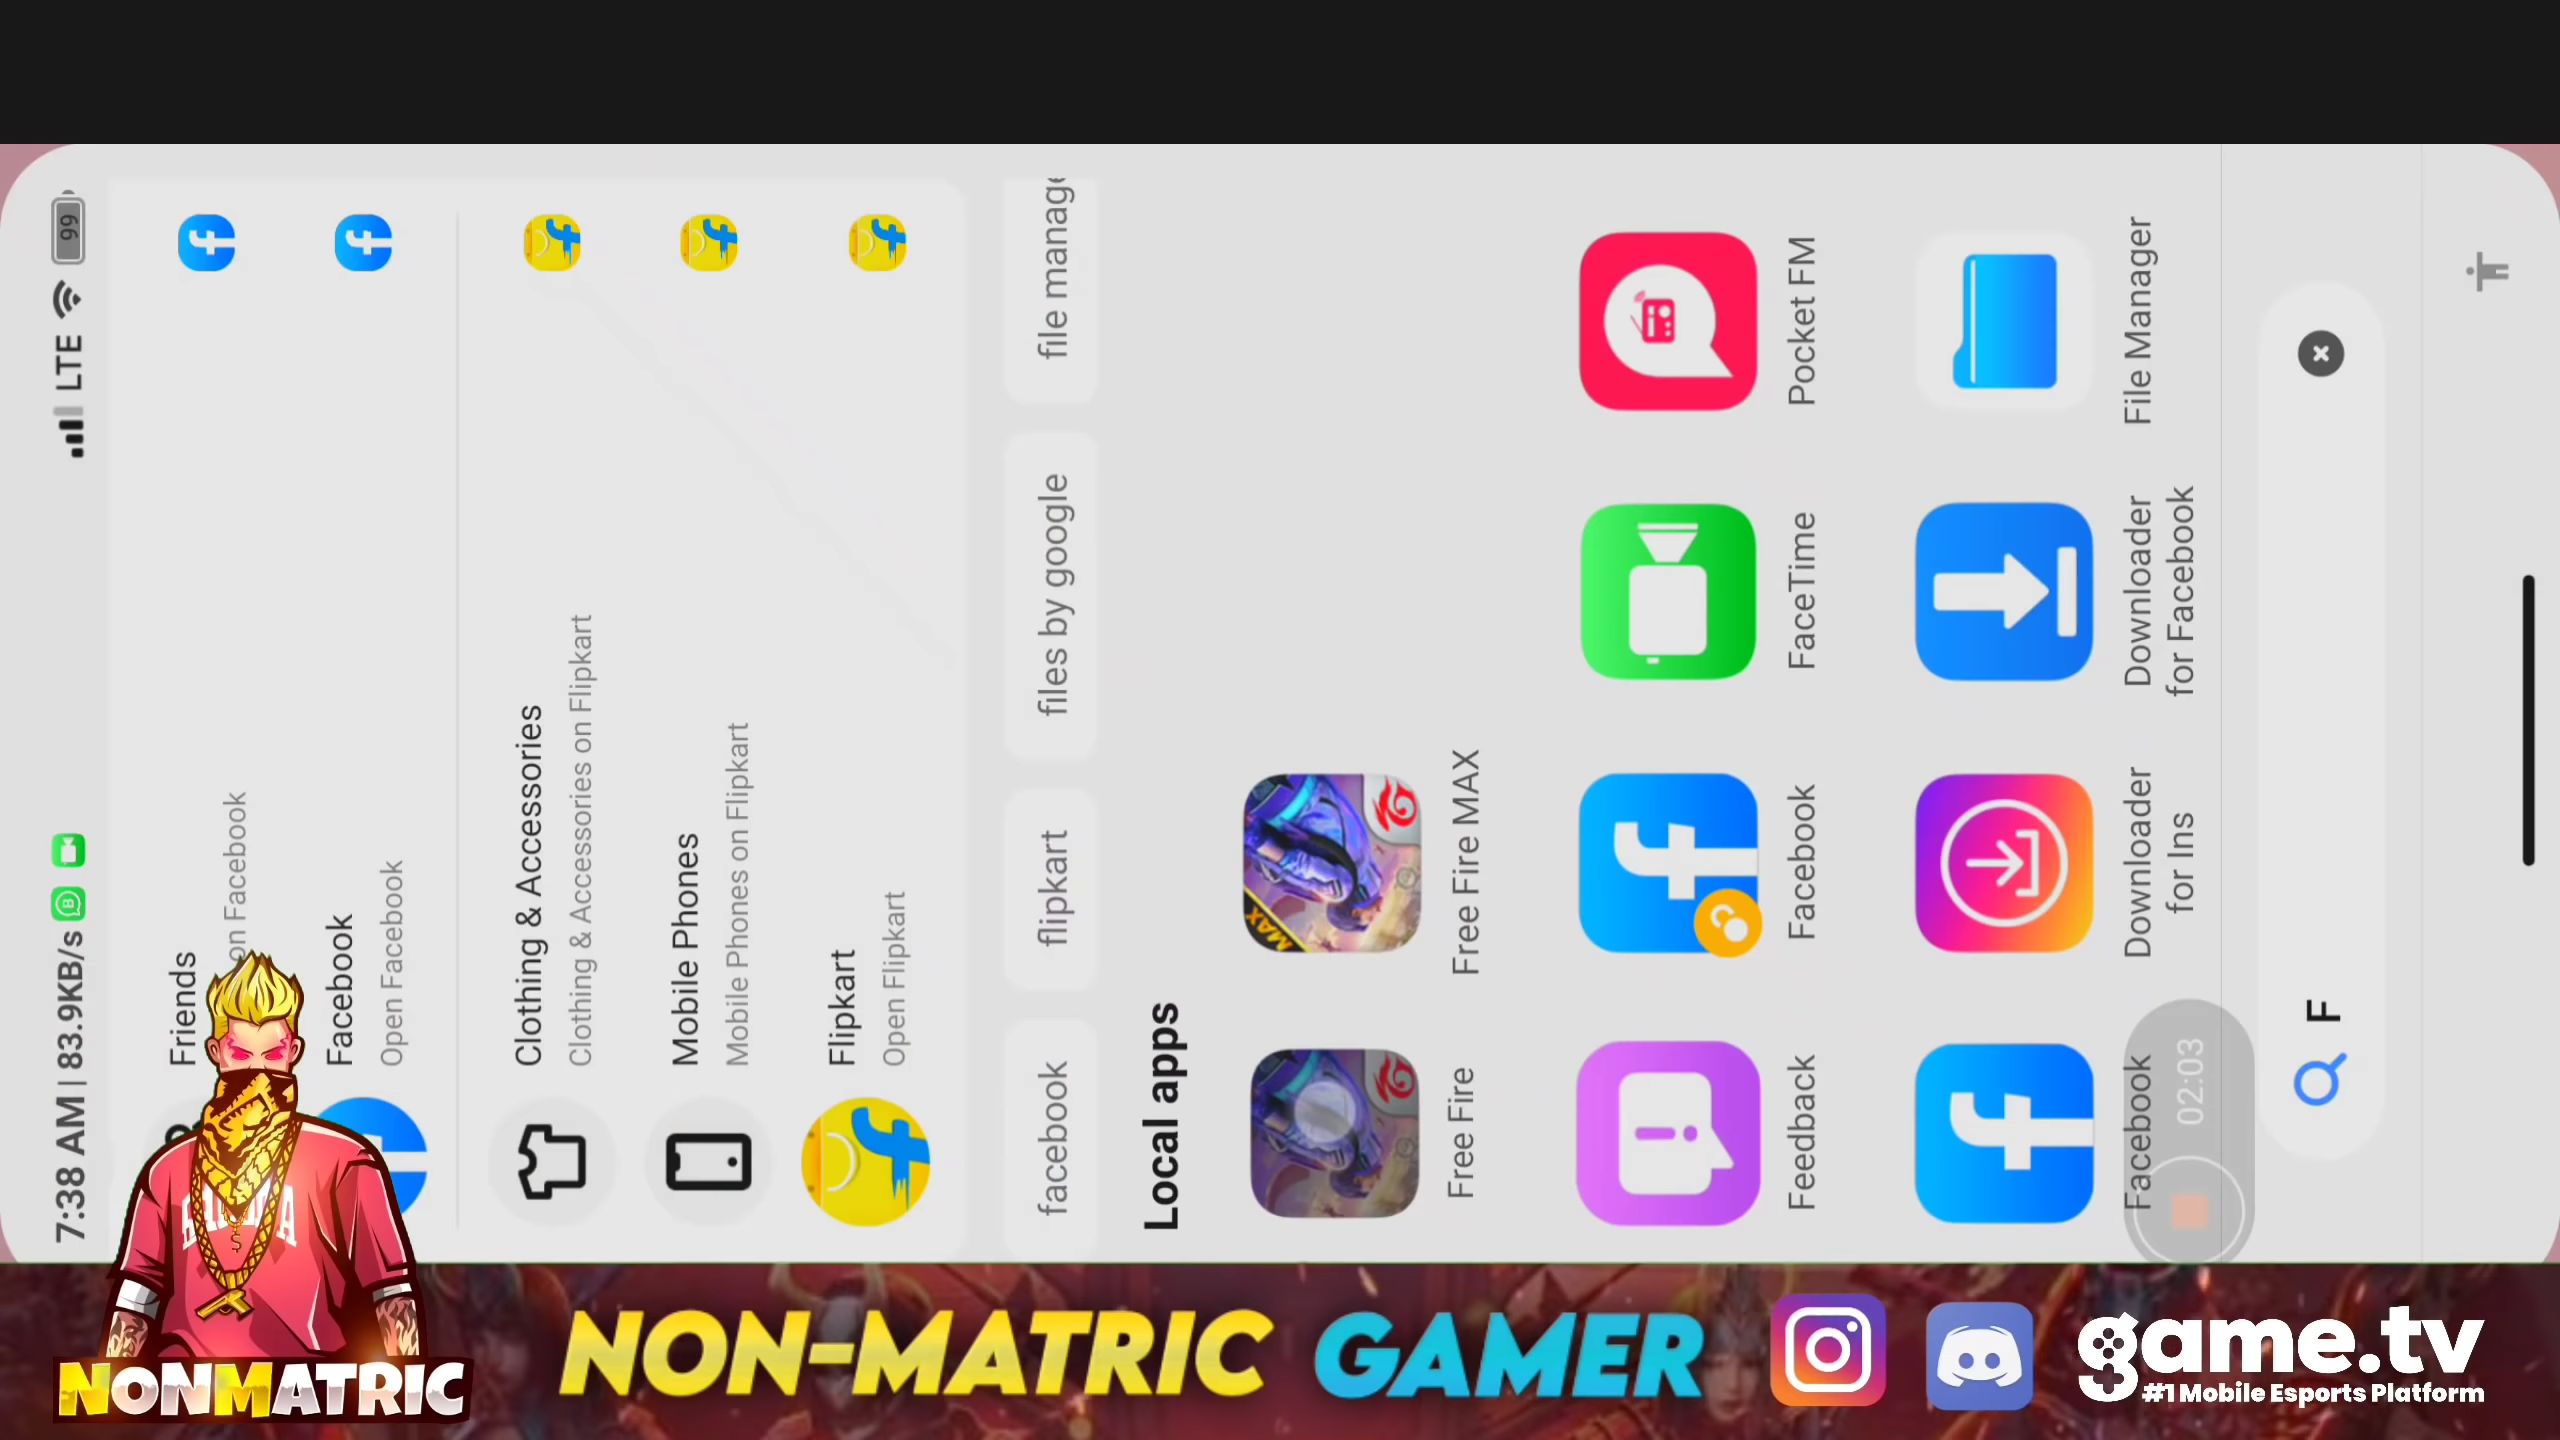 7:38 AM | 83.9KB/s
LTE
99
Friends
on Facebook
Facebook
Open Facebook
Clothing & Accessories
Clothing & Accessories on Flipkart
Mobile Phones
Mobile Phones on Flipkart
Flipkart
Open Flipkart
facebook
flipkart
files by google
file manage
Local apps
MAX
Free Fire
Free Fire MAX
Feedback
Facebook
FaceTime
Pocket FM
Facebook
Downloader
for Ins
Downloader
for Facebook
File Manager
02:03
F
NONMATRIC
NON-MATRIC GAMER
game.tv
#1 Mobile Esports Platform